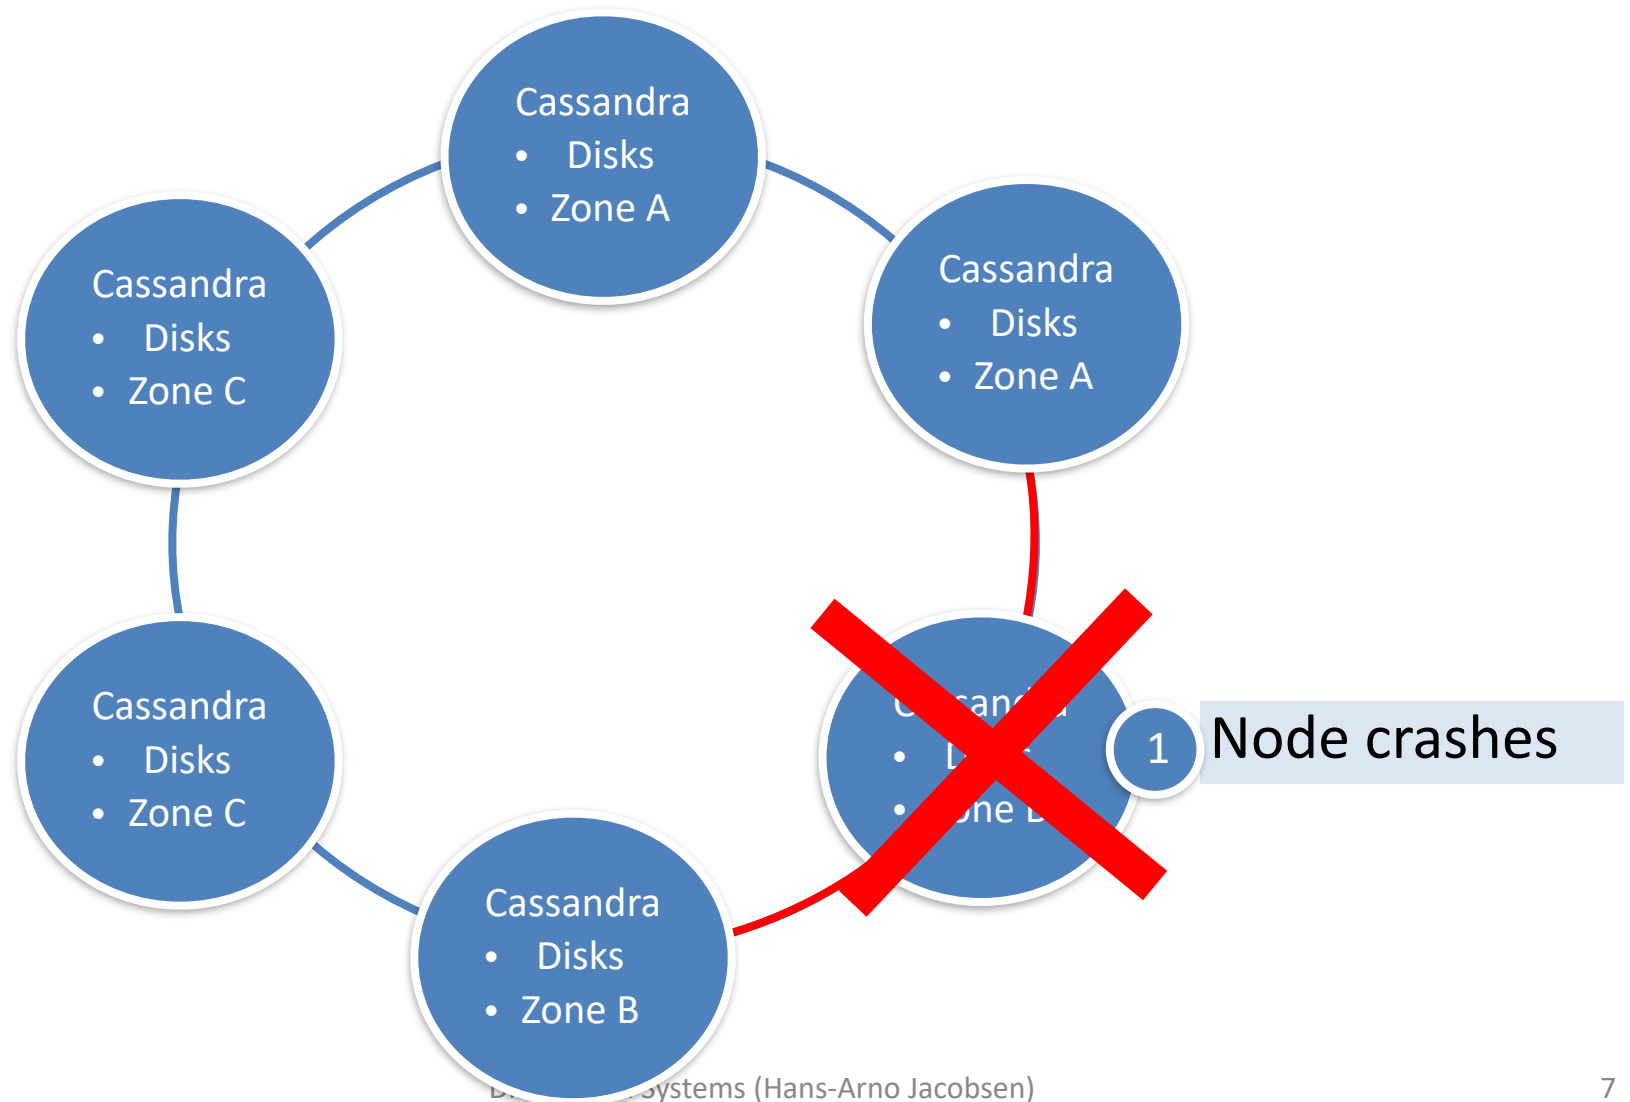 Cassandra
• Disks
• Zone A
Cassandra
• Disks
• Zone A
Cassandra
• Disks
• Zone C
1
Node crashes
Cassandra
• Disks
• Zone C
Cassandra
• Disks
• Zone B
Systems (Hans-Arno Jacobsen)
7